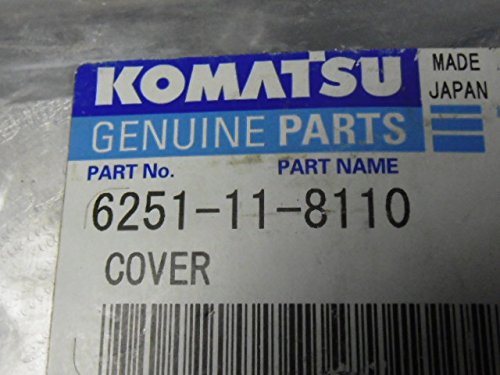 KOMATSU
MADE
JAPAN
GENUINE PARTS
PART No. PART NAME
6251-11-8110
COVER